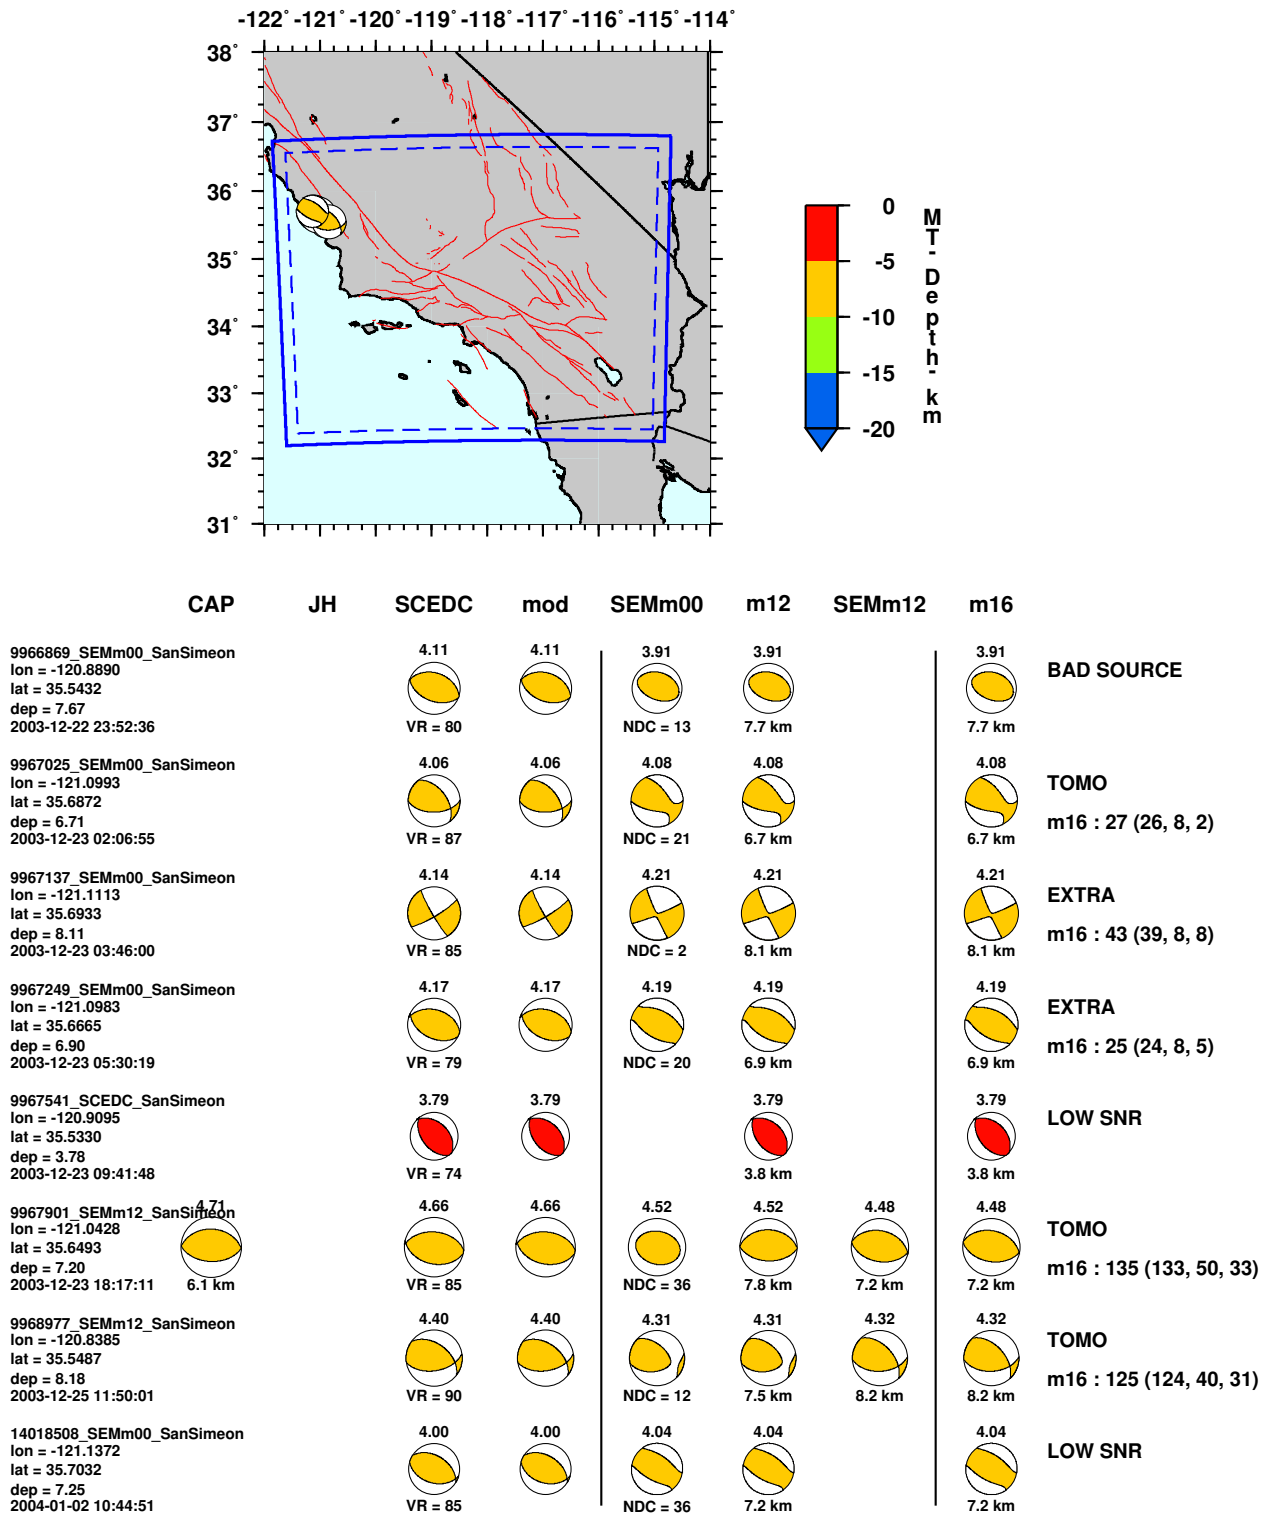 -122° -121° -120° -119° -118° -117° -116° -115° -114°
38°
37°
36°
35°
34°
33°
32°
31°
0
-5
-10
-15
-20
MT-Depth-km
CAP JH SCEDC mod SEMm00 m12 SEMm12 m16
9966869_SEMm00_SanSimeon
lon = -120.8890
lat = 35.5432
dep = 7.67
2003-12-22 23:52:36
4.11 4.11 3.91 3.91 3.91
VR = 80 NDC = 13 7.7 km 7.7 km
BAD SOURCE
9967025_SEMm00_SanSimeon
lon = -121.0993
lat = 35.6872
dep = 6.71
2003-12-23 02:06:55
4.06 4.06 4.08 4.08 4.08
VR = 87 NDC = 21 6.7 km 6.7 km
TOMO
m16 : 27 (26, 8, 2)
9967137_SEMm00_SanSimeon
lon = -121.1113
lat = 35.6933
dep = 8.11
2003-12-23 03:46:00
4.14 4.14 4.21 4.21 4.21
VR = 85 NDC = 2 8.1 km 8.1 km
EXTRA
m16 : 43 (39, 8, 8)
9967249_SEMm00_SanSimeon
lon = -121.0983
lat = 35.6665
dep = 6.90
2003-12-23 05:30:19
4.17 4.17 4.19 4.19 4.19
VR = 79 NDC = 20 6.9 km 6.9 km
EXTRA
m16 : 25 (24, 8, 5)
9967541_SCEDC_SanSimeon
lon = -120.9095
lat = 35.5330
dep = 3.78
2003-12-23 09:41:48
3.79 3.79 3.79 3.79
VR = 74 3.8 km 3.8 km
LOW SNR
9967901_SEMm12_SanSimeon
lon = -121.0428
lat = 35.6493
dep = 7.20
2003-12-23 18:17:11
4.71 4.66 4.66 4.52 4.52 4.48 4.48
6.1 km VR = 85 NDC = 36 7.8 km 7.2 km 7.2 km
TOMO
m16 : 135 (133, 50, 33)
9968977_SEMm12_SanSimeon
lon = -120.8385
lat = 35.5487
dep = 8.18
2003-12-25 11:50:01
4.40 4.40 4.31 4.31 4.32 4.32
VR = 90 NDC = 12 7.5 km 8.2 km 8.2 km
TOMO
m16 : 125 (124, 40, 31)
14018508_SEMm00_SanSimeon
lon = -121.1372
lat = 35.7032
dep = 7.25
2004-01-02 10:44:51
4.00 4.00 4.04 4.04 4.04
VR = 85 NDC = 36 7.2 km 7.2 km
LOW SNR